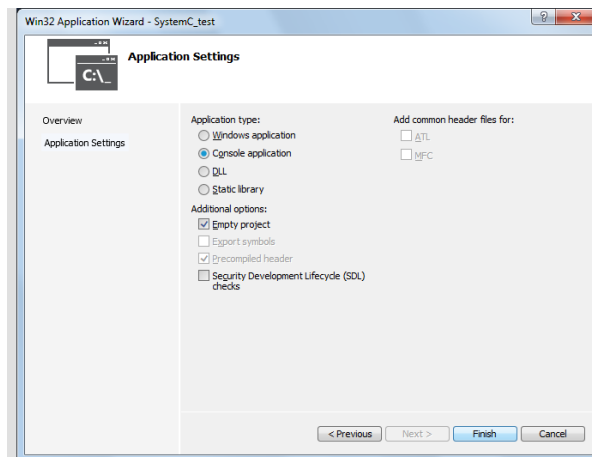 Win32 Application Wizard - SystemC_test
C:\_
Application Settings
Overview
Application Settings
Application type:
Windows application
Console application
DLL
Static library
Additional options:
Empty project
Export symbols
Precompiled header
Security Development Lifecycle (SDL)
checks
Add common header files for:
ATL
MFC
< Previous
Next >
Finish
Cancel